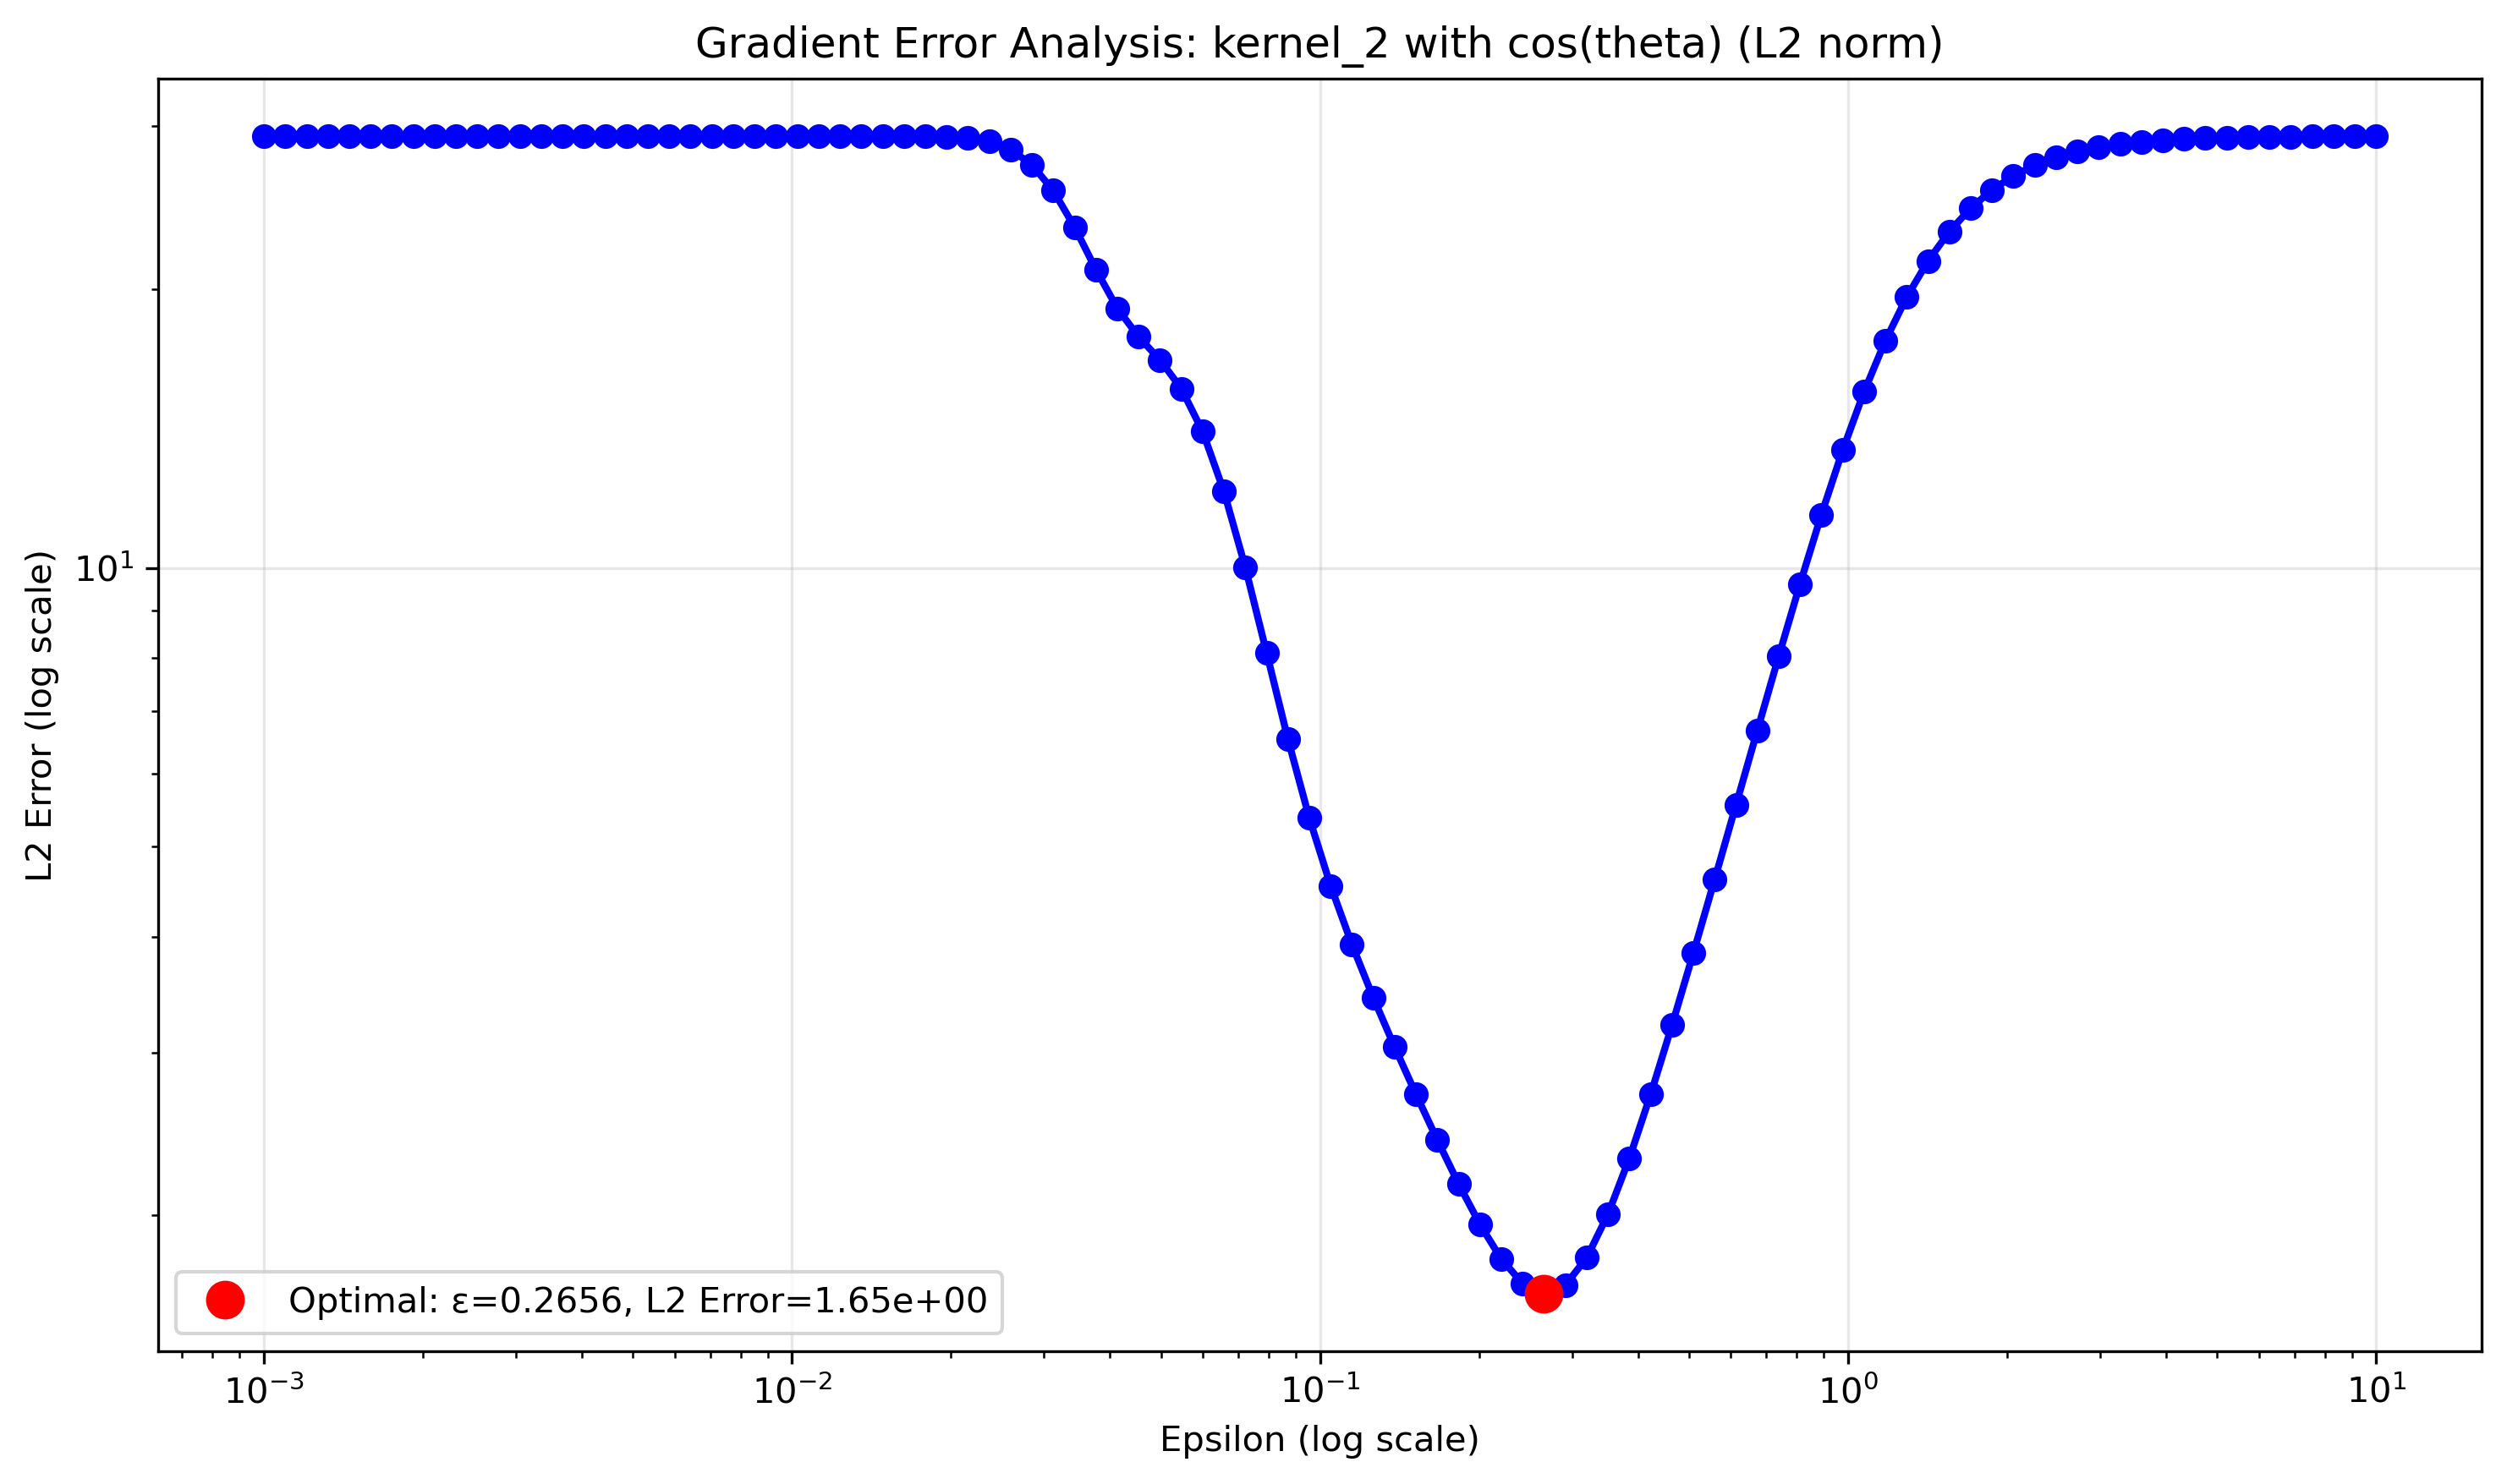 Gradient Error Analysis: kernel_2 with cos(theta) (L2 norm)
L2 Error (log scale)
10¹
Optimal: ε=0.2656, L2 Error=1.65e+00
10⁻³ 10⁻² 10⁻¹ 10⁰ 10¹
Epsilon (log scale)